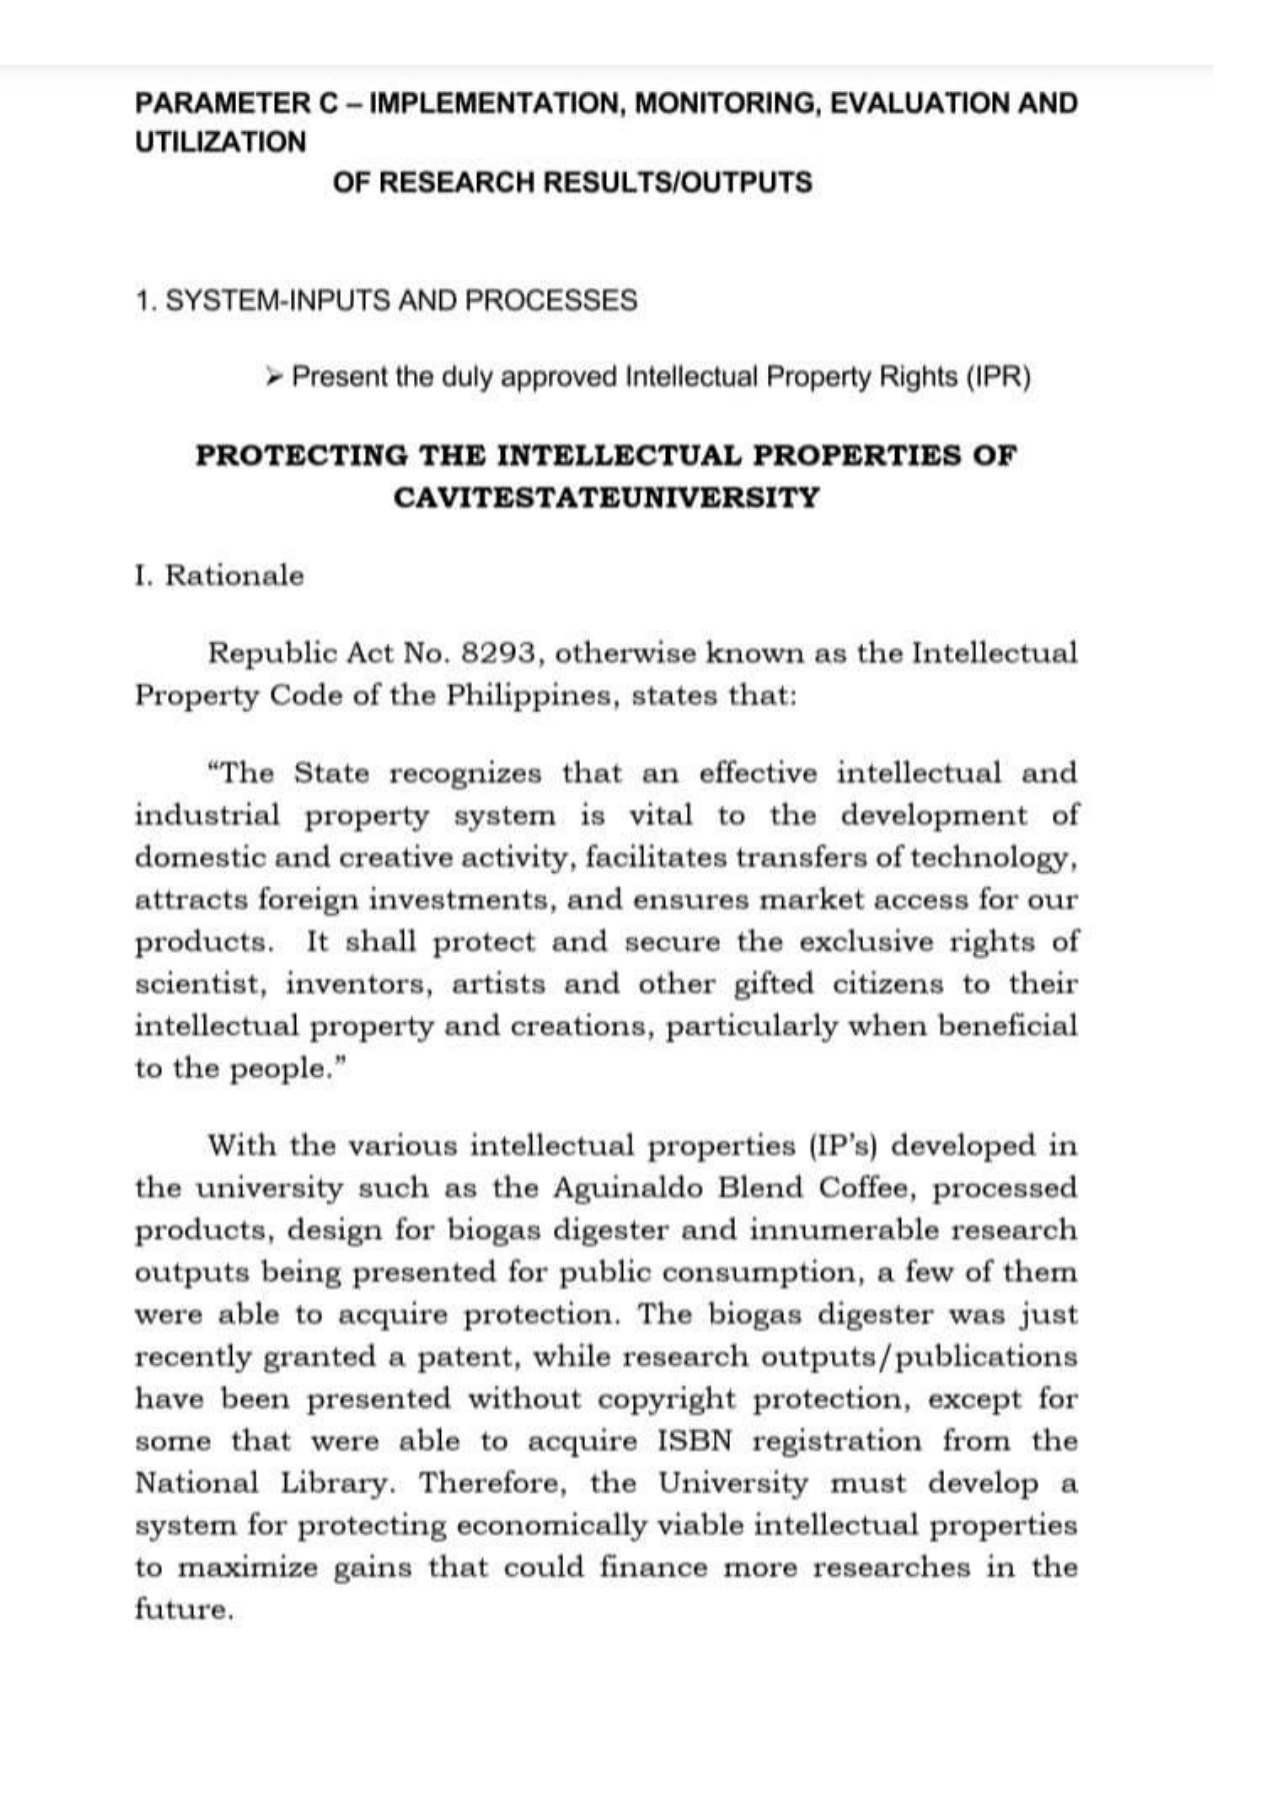 PARAMETER C – IMPLEMENTATION, MONITORING, EVALUATION AND
UTILIZATION
OF RESEARCH RESULTS/OUTPUTS
1. SYSTEM-INPUTS AND PROCESSES
➢ Present the duly approved Intellectual Property Rights (IPR)
PROTECTING THE INTELLECTUAL PROPERTIES OF
CAVITESTATEUNIVERSITY
I. Rationale
Republic Act No. 8293, otherwise known as the Intellectual
Property Code of the Philippines, states that:
“The State recognizes that an effective intellectual and
industrial property system is vital to the development of
domestic and creative activity, facilitates transfers of technology,
attracts foreign investments, and ensures market access for our
products. It shall protect and secure the exclusive rights of
scientist, inventors, artists and other gifted citizens to their
intellectual property and creations, particularly when beneficial
to the people.”
With the various intellectual properties (IP’s) developed in
the university such as the Aguinaldo Blend Coffee, processed
products, design for biogas digester and innumerable research
outputs being presented for public consumption, a few of them
were able to acquire protection. The biogas digester was just
recently granted a patent, while research outputs/publications
have been presented without copyright protection, except for
some that were able to acquire ISBN registration from the
National Library. Therefore, the University must develop a
system for protecting economically viable intellectual properties
to maximize gains that could finance more researches in the
future.